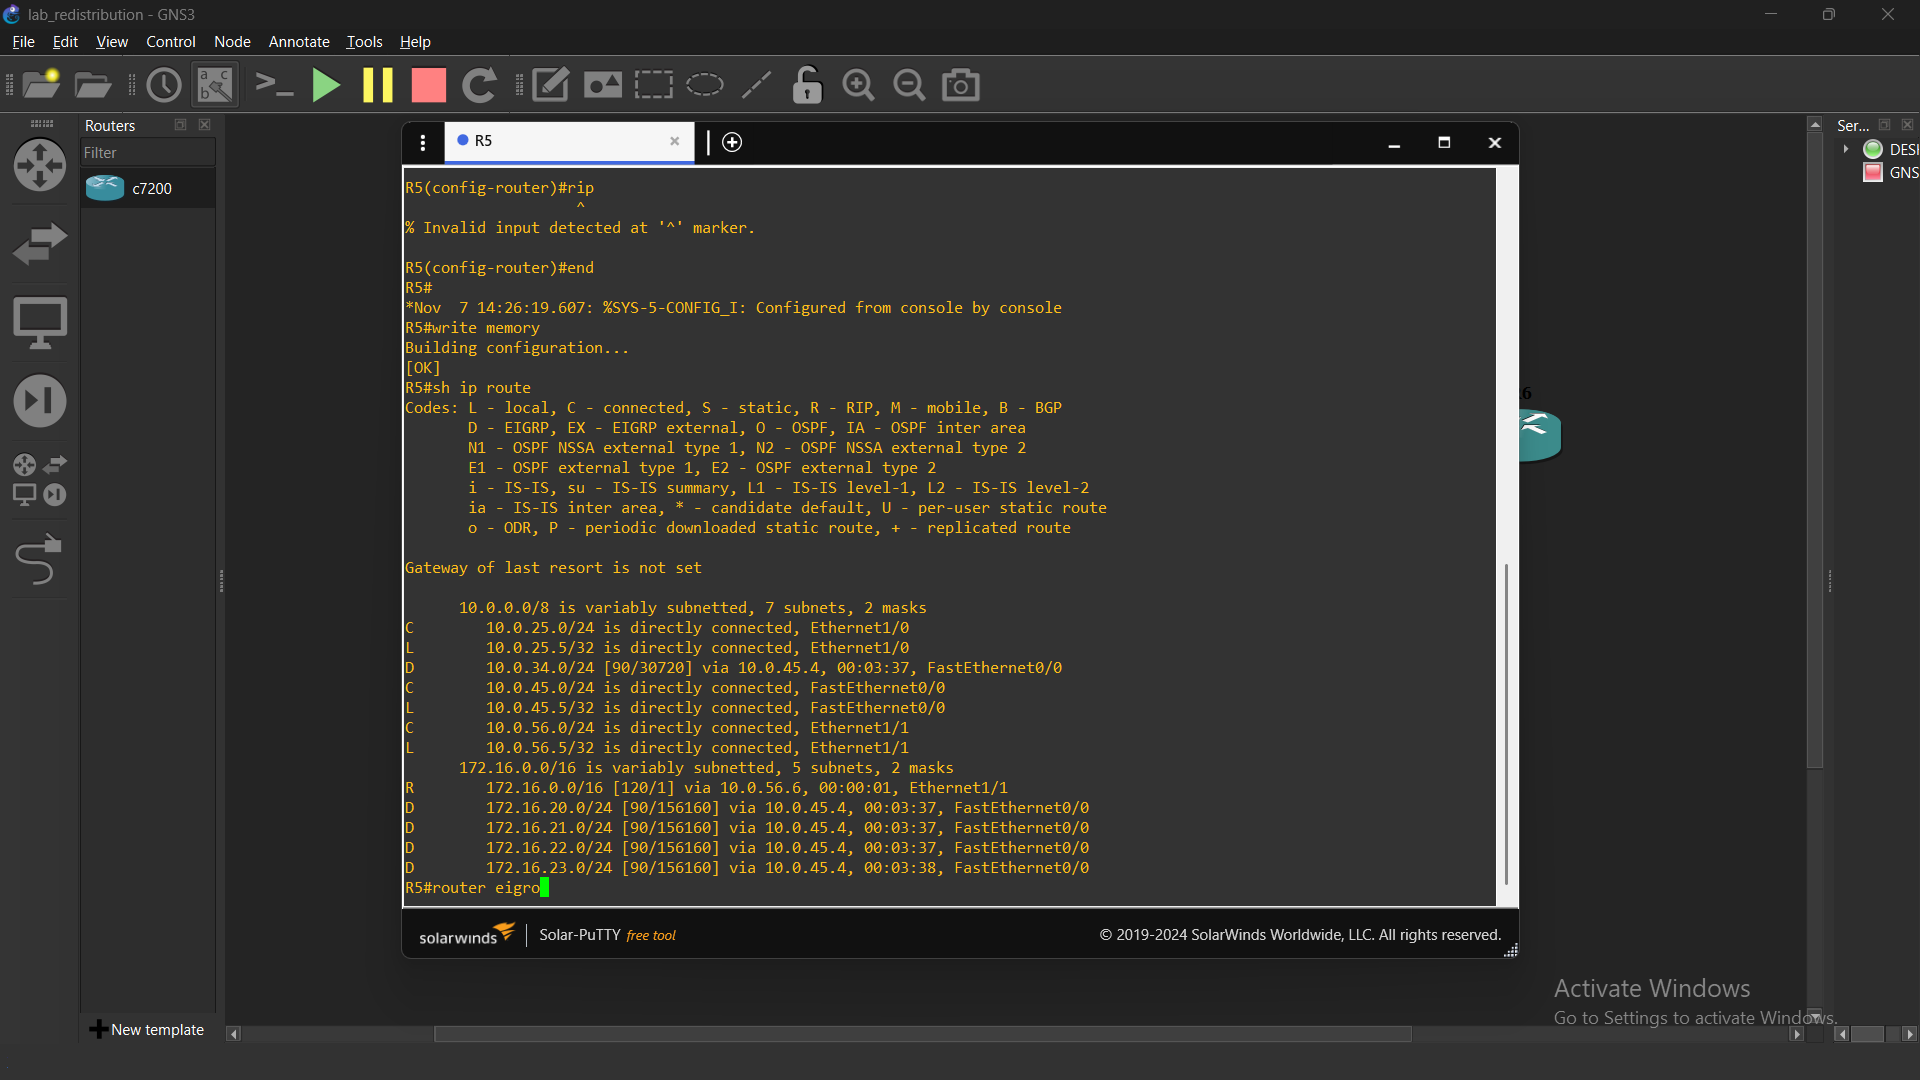 lab_redistribution - GNS3
File Edit View Control Node Annotate Tools Help
Routers
Filter
c7200
New template
R5
R5(config-router)#rip
^
% Invalid input detected at '^' marker.
R5(config-router)#end
R5#
*Nov  7 14:26:19.607: %SYS-5-CONFIG_I: Configured from console by console
R5#write memory
Building configuration...
[OK]
R5#sh ip route
Codes: L - local, C - connected, S - static, R - RIP, M - mobile, B - BGP
D - EIGRP, EX - EIGRP external, O - OSPF, IA - OSPF inter area
N1 - OSPF NSSA external type 1, N2 - OSPF NSSA external type 2
E1 - OSPF external type 1, E2 - OSPF external type 2
i - IS-IS, su - IS-IS summary, L1 - IS-IS level-1, L2 - IS-IS level-2
ia - IS-IS inter area, * - candidate default, U - per-user static route
o - ODR, P - periodic downloaded static route, + - replicated route
Gateway of last resort is not set
10.0.0.0/8 is variably subnetted, 7 subnets, 2 masks
C        10.0.25.0/24 is directly connected, Ethernet1/0
L        10.0.25.5/32 is directly connected, Ethernet1/0
D        10.0.34.0/24 [90/30720] via 10.0.45.4, 00:03:37, FastEthernet0/0
C        10.0.45.0/24 is directly connected, FastEthernet0/0
L        10.0.45.5/32 is directly connected, FastEthernet0/0
C        10.0.56.0/24 is directly connected, Ethernet1/1
L        10.0.56.5/32 is directly connected, Ethernet1/1
172.16.0.0/16 is variably subnetted, 5 subnets, 2 masks
R        172.16.0.0/16 [120/1] via 10.0.56.6, 00:00:01, Ethernet1/1
D        172.16.20.0/24 [90/156160] via 10.0.45.4, 00:03:37, FastEthernet0/0
D        172.16.21.0/24 [90/156160] via 10.0.45.4, 00:03:37, FastEthernet0/0
D        172.16.22.0/24 [90/156160] via 10.0.45.4, 00:03:37, FastEthernet0/0
D        172.16.23.0/24 [90/156160] via 10.0.45.4, 00:03:38, FastEthernet0/0
R5#router eigro
solarwinds Solar-PuTTY free tool © 2019-2024 SolarWinds Worldwide, LLC. All rights reserved.
Ser...
DESI
GNS
Activate Windows
Go to Settings to activate Windows.